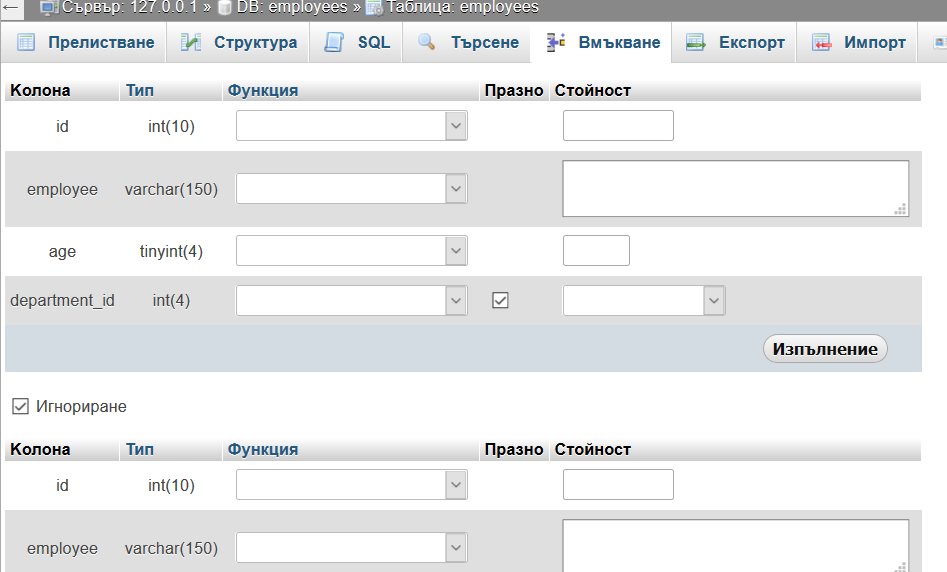 Сървър: 127.0.0.1 » DB: employees » Таблица: employees
Прелистване Структура SQL Търсене Вмъкване Експорт Импорт
Колона Тип Функция Празно Стойност
id int(10)
employee varchar(150)
age tinyint(4)
department_id int(4)
Изпълнение
Игнориране
Колона Тип Функция Празно Стойност
id int(10)
employee varchar(150)